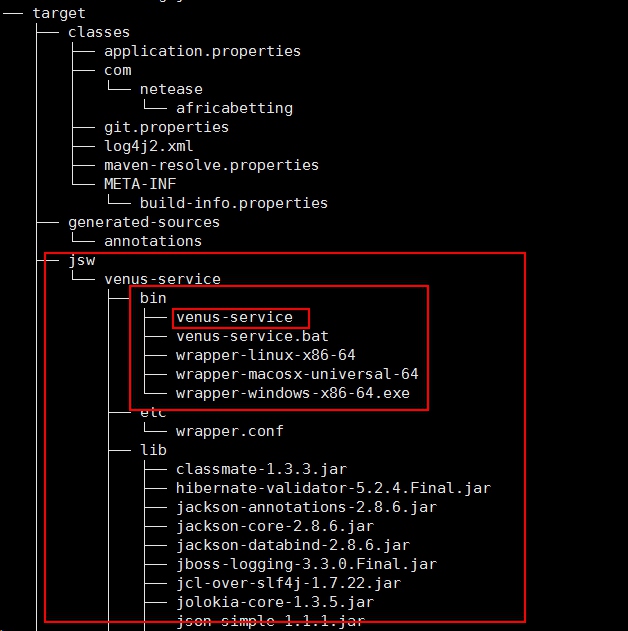 target
classes
application.properties
com
netease
africabetting
git.properties
log4j2.xml
maven-resolve.properties
META-INF
build-info.properties
generated-sources
annotations
jsw
venus-service
bin
venus-service
venus-service.bat
wrapper-linux-x86-64
wrapper-macosx-universal-64
wrapper-windows-x86-64.exe
etc
wrapper.conf
lib
classmate-1.3.3.jar
hibernate-validator-5.2.4.Final.jar
jackson-annotations-2.8.6.jar
jackson-core-2.8.6.jar
jackson-databind-2.8.6.jar
jboss-logging-3.3.0.Final.jar
jcl-over-slf4j-1.7.22.jar
jolokia-core-1.3.5.jar
json-simple-1.1.1.jar